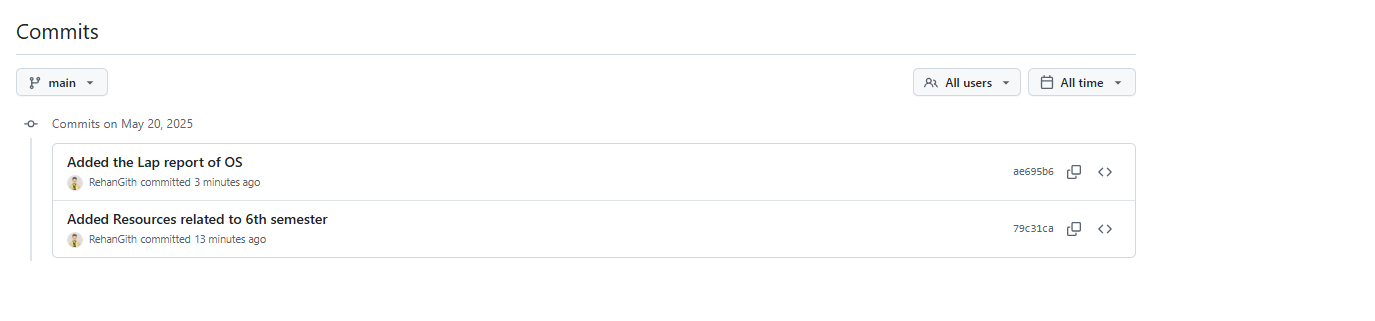 Commits
main
All users
All time
Commits on May 20, 2025
Added the Lap report of OS
RehanGith committed 3 minutes ago
ae695b6
Added Resources related to 6th semester
RehanGith committed 13 minutes ago
79c31ca